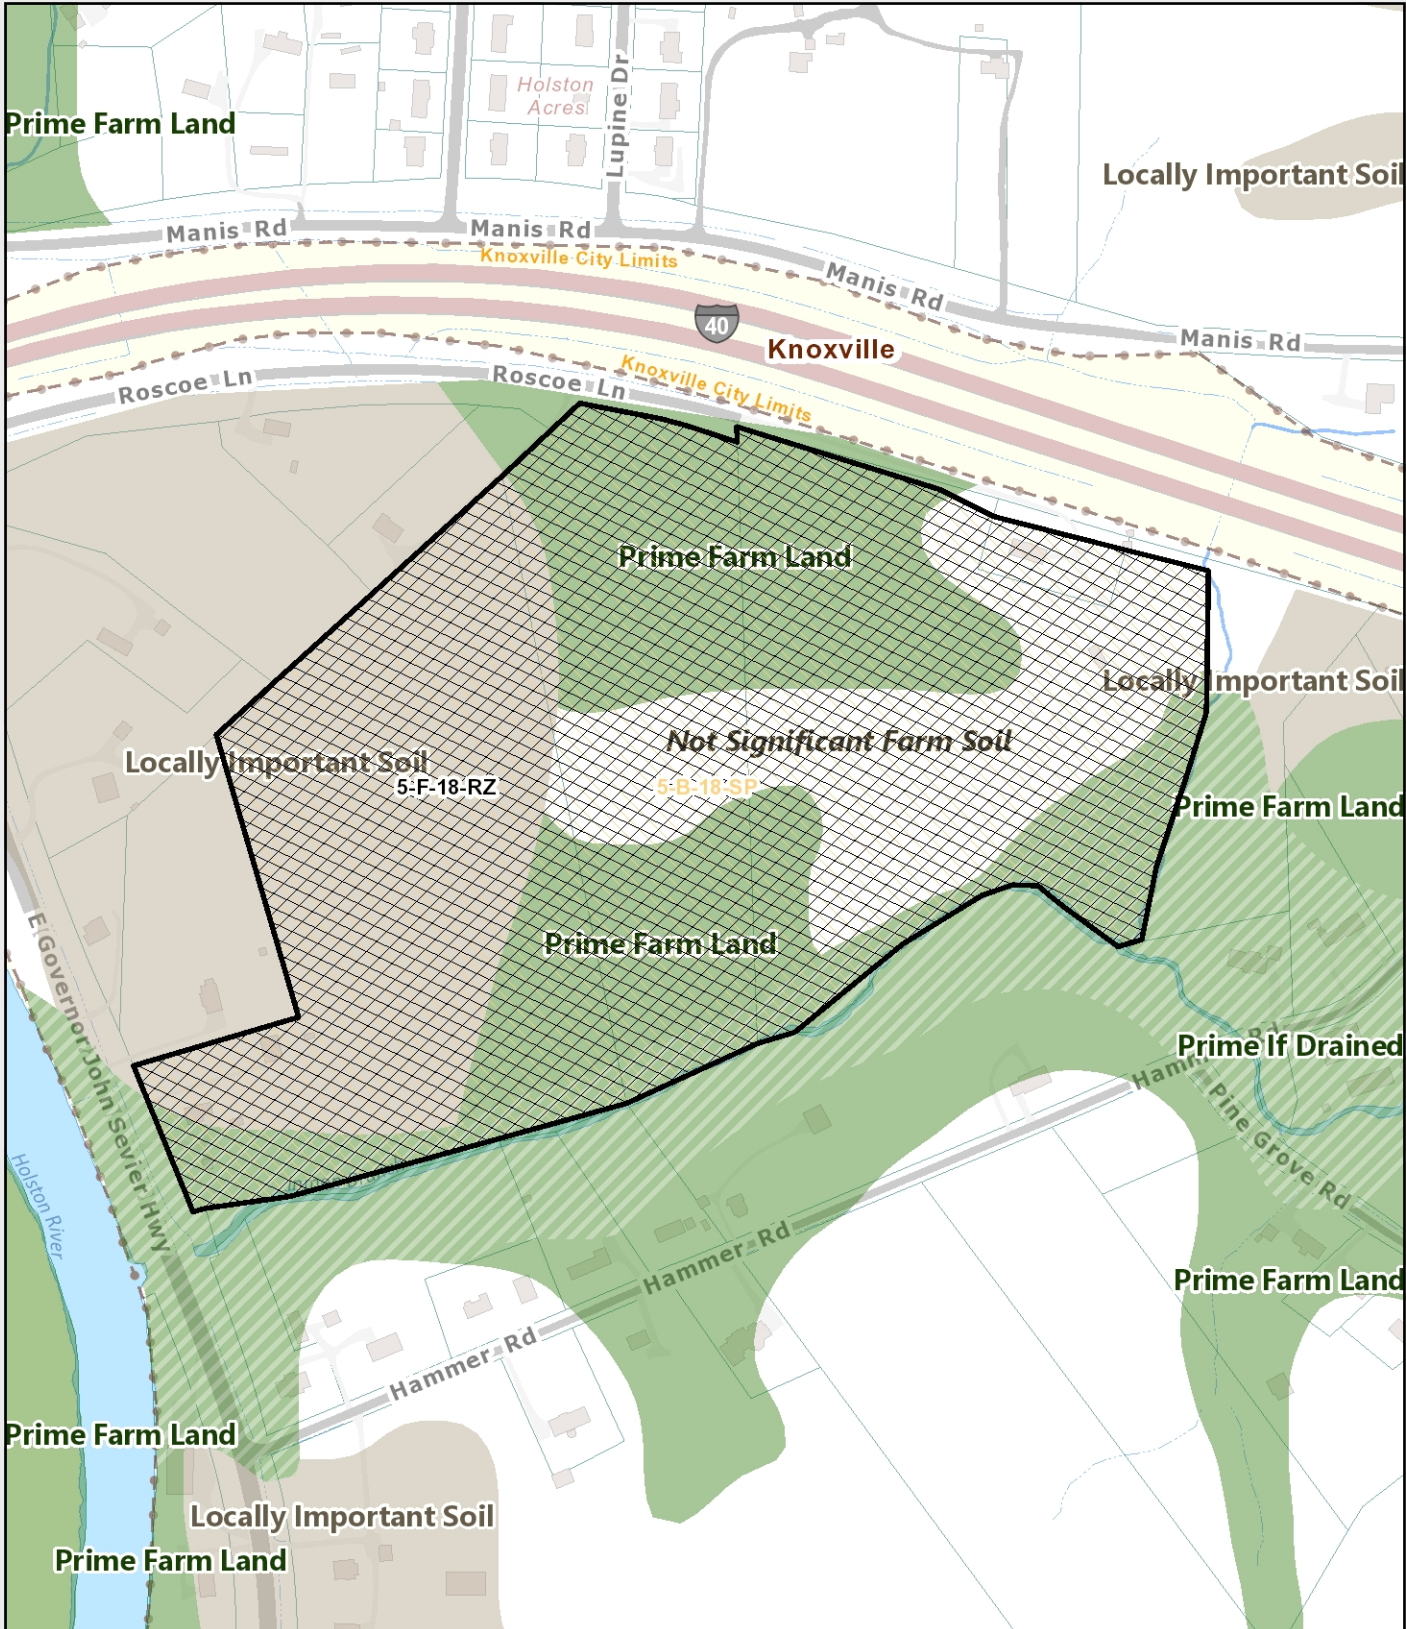 Holston
Acres
Lupine Dr
Prime Farm Land
Locally Important Soil
Manis Rd
Manis Rd
Knoxville City Limits
Manis Rd
40
Manis Rd
Knoxville
Knoxville City Limits
Roscoe Ln
Roscoe Ln
Prime Farm Land
Locally Important Soil
Not Significant Farm Soil
Locally Important Soil
5-F-18-RZ
5-B-18-SP
Prime Farm Land
Prime Farm Land
E Governor John Sevier Hwy
Prime If Drained
Pine Grove Rd
Holston River
Hammer Rd
Prime Farm Land
Hammer Rd
Prime Farm Land
Locally Important Soil
Prime Farm Land